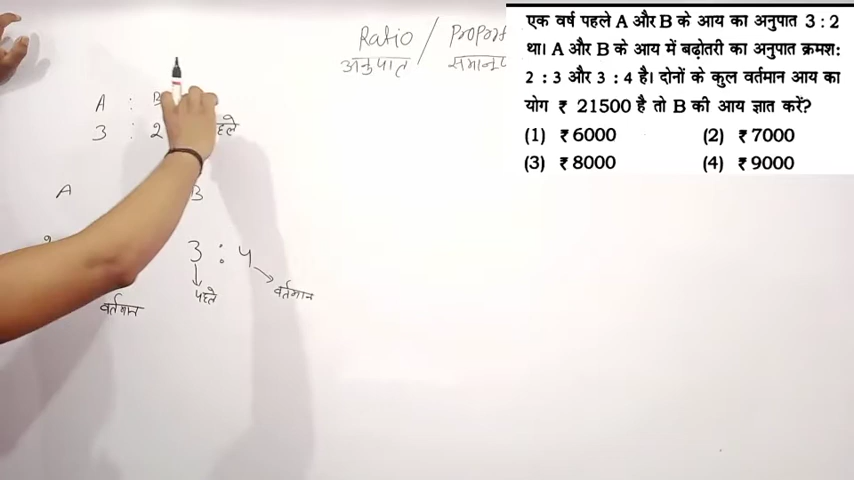 Ratio / Propor
अनुपात समानुप
एक वर्ष पहले A और B के आय का अनुपात 3 : 2
था। A और B के आय में बढ़ोतरी का अनुपात क्रमश:
2 : 3 और 3 : 4 है। दोनों के कुल वर्तमान आय का
योग ₹ 21500 है तो B की आय ज्ञात करें?
(1) ₹ 6000 (2) ₹ 7000
(3) ₹ 8000 (4) ₹ 9000
A : B
3 : 2
A B
3 : 4
पहले वर्तमान
वर्तमान